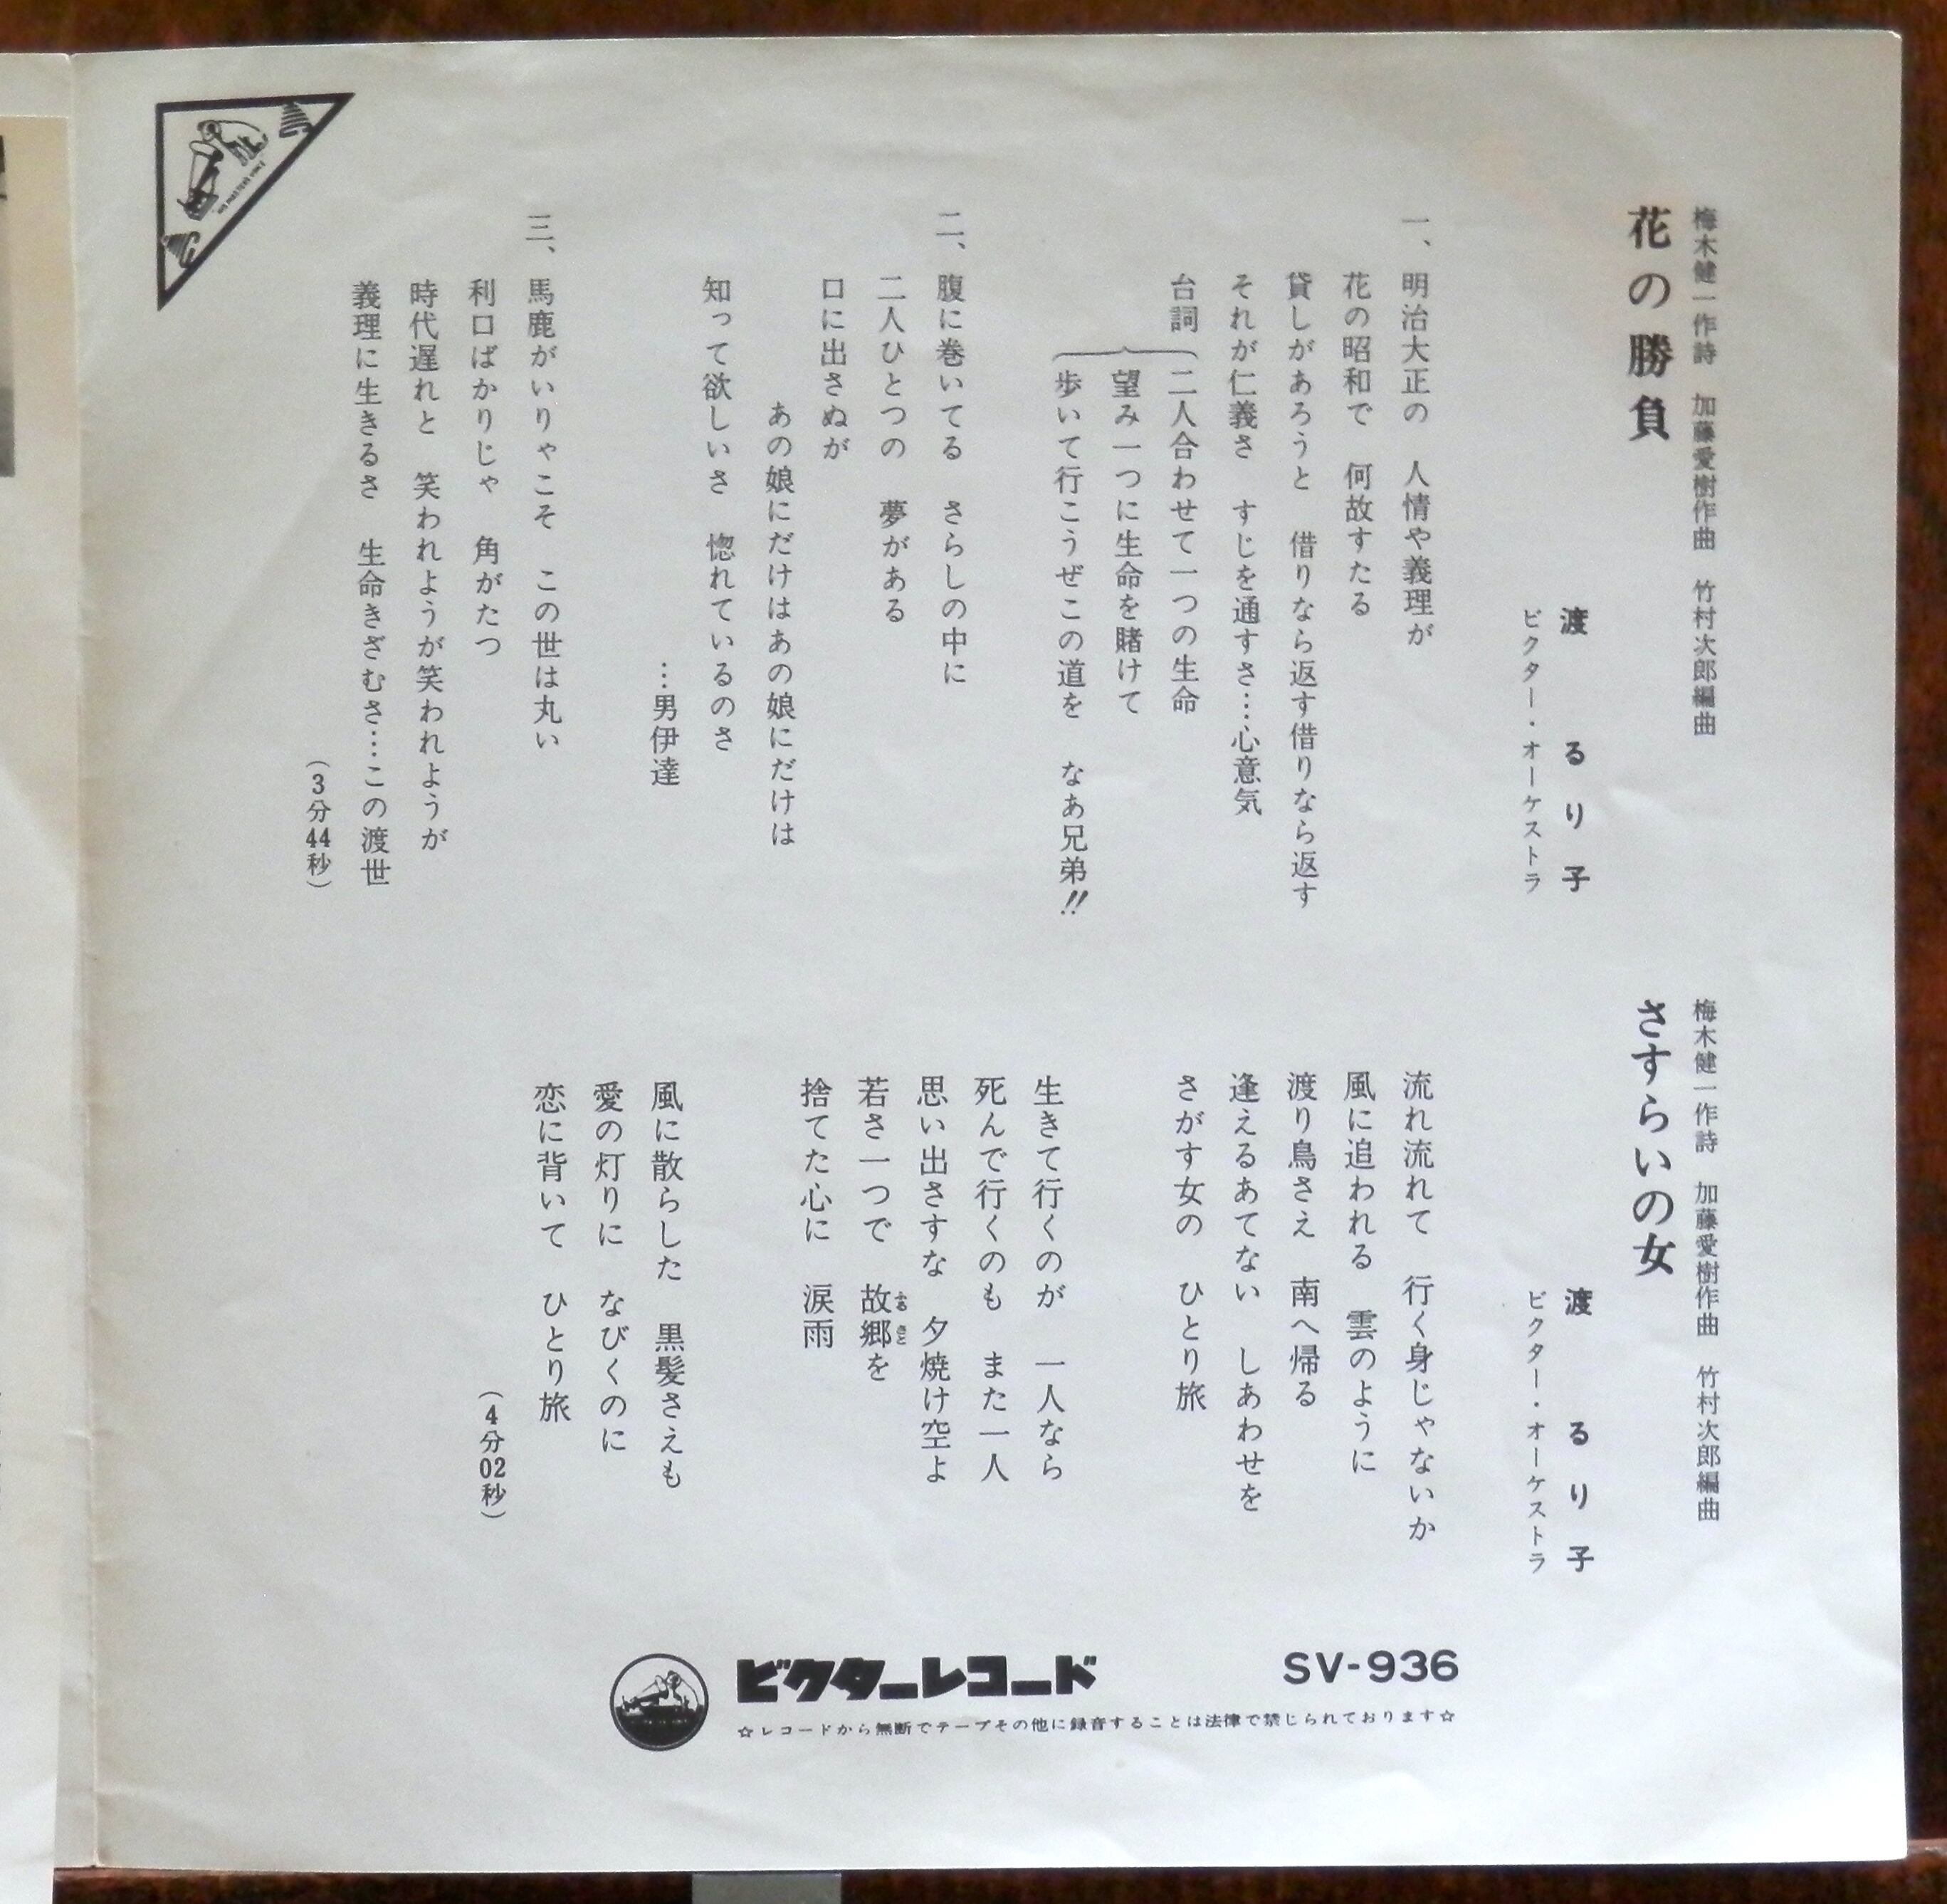 梅木健一作詩　加藤愛樹作曲　竹村次郎編曲
花の勝負
渡　るり子
ビクター・オーケストラ
一、明治大正の　人情や義理が
花の昭和で　何故すたる
貸しがあろうと　借りなら返す借りなら返す
それが仁義さ　すじを通すさ…心意気
台詞
二人合わせて一つの生命
望み一つに生命を賭けて
歩いて行こうぜこの道を　なあ兄弟!!
二、腹に巻いてる　さらしの中に
二人ひとつの　夢がある
口に出さぬが
あの娘にだけはあの娘にだけは
知って欲しいさ　惚れているのさ
…男伊達
三、馬鹿がいりゃこそ　この世は丸い
利口ばかりじゃ　角がたつ
時代遅れと　笑われようが笑われようが
義理に生きるさ　生命きざむさ…この渡世
（3分44秒）
梅木健一作詩　加藤愛樹作曲　竹村次郎編曲
さすらいの女
渡　るり子
ビクター・オーケストラ
流れ流れて　行く身じゃないか
風に追われる　雲のように
渡り鳥さえ　南へ帰る
逢えるあてない　しあわせを
さがす女の　ひとり旅
生きて行くのが　一人なら
死んで行くのも　また一人
思い出さすな　夕焼け空よ
若さ一つで　故郷を
ふるさと
捨てた心に　涙雨
風に散らした　黒髪さえも
愛の灯りに　なびくのに
恋に背いて　ひとり旅
（4分02秒）
ビクターレコード
SV-936
☆レコードから無断でテープその他に録音することは法律で禁じられております☆
HIS MASTER'S VOICE